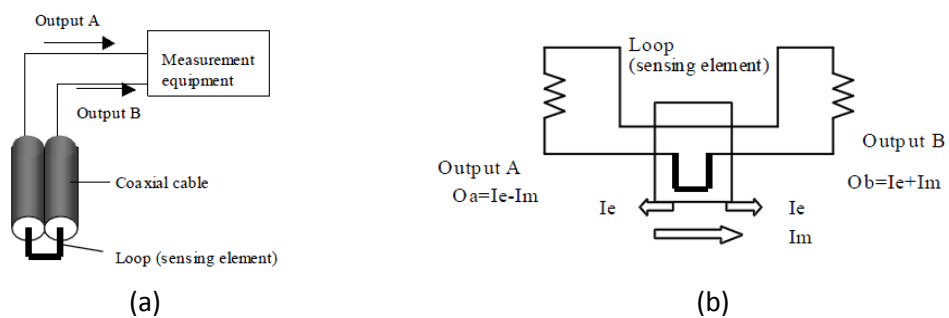 Output A
Measurement
equipment
Output B
Coaxial cable
Loop (sensing element)
(a)
Loop
(sensing element)
Output A
Oa=Ie-Im
Output B
Ob=Ie+Im
Ie
Ie
Im
(b)